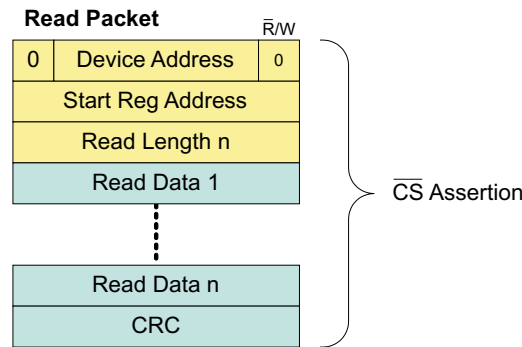 Read Packet
R̅/W
0 Device Address 0
Start Reg Address
Read Length n
Read Data 1
C̅S̅ Assertion
Read Data n
CRC